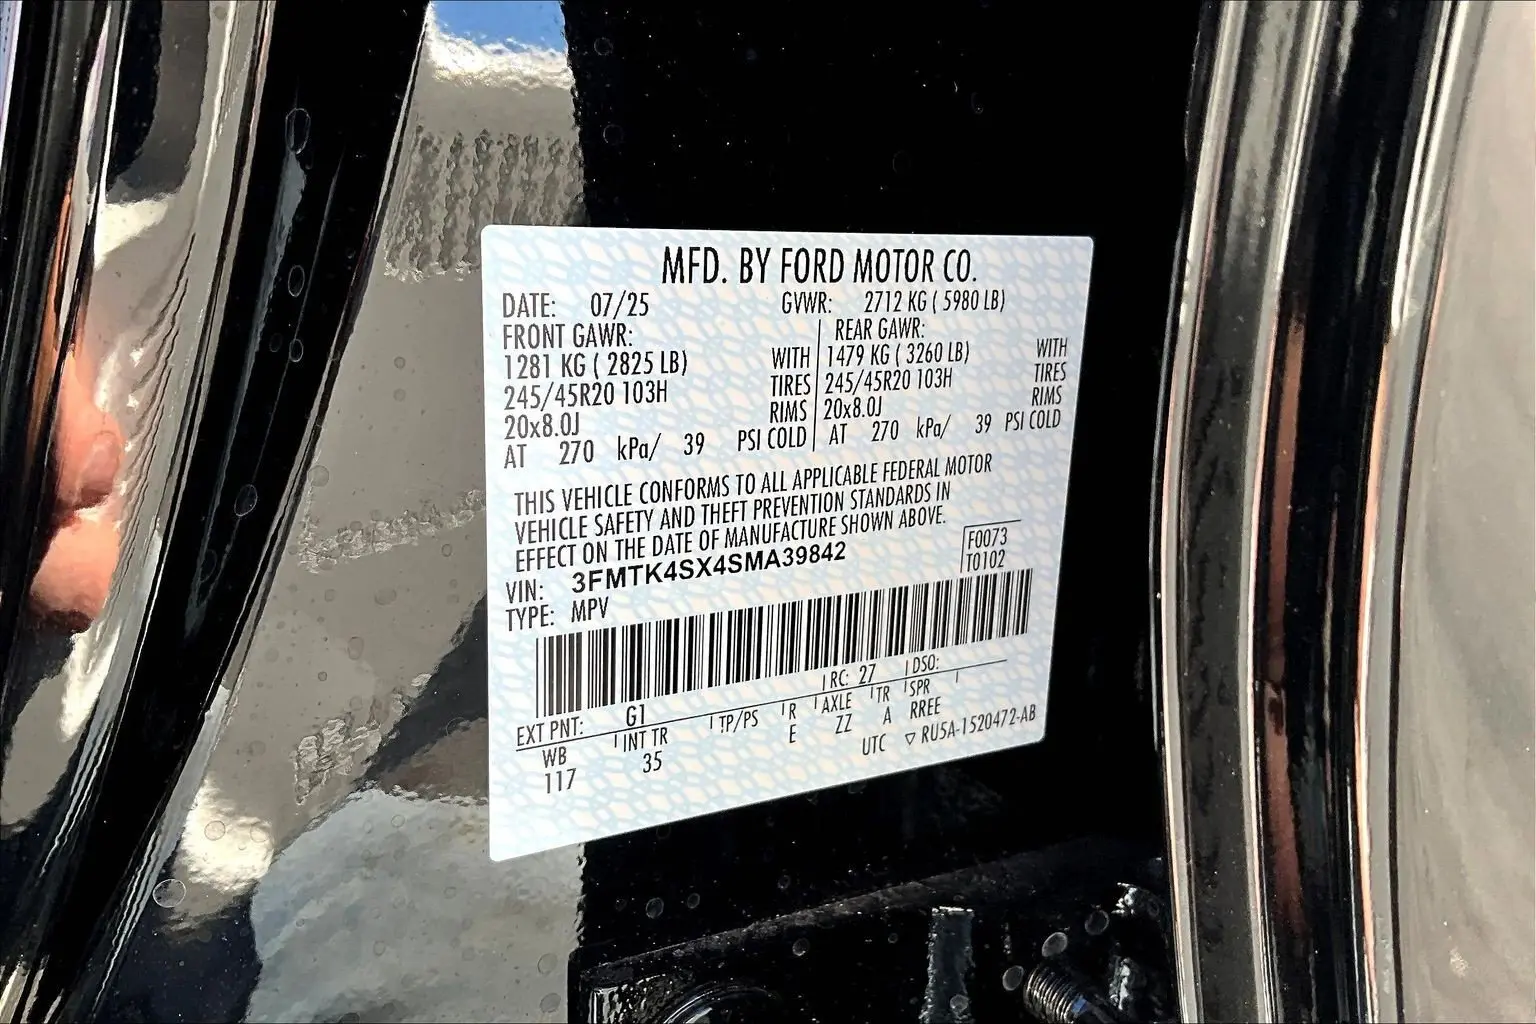 MFD. BY FORD MOTOR CO.
DATE: 07/25 GVWR: 2712 KG ( 5980 LB)
FRONT GAWR: REAR GAWR:
1281 KG ( 2825 LB) WITH 1479 KG ( 3260 LB) WITH
245/45R20 103H TIRES 245/45R20 103H TIRES
20x8.0J RIMS 20x8.0J RIMS
AT 270 kPa/ 39 PSI COLD AT 270 kPa/ 39 PSI COLD
THIS VEHICLE CONFORMS TO ALL APPLICABLE FEDERAL MOTOR
VEHICLE SAFETY AND THEFT PREVENTION STANDARDS IN
EFFECT ON THE DATE OF MANUFACTURE SHOWN ABOVE.
VIN: 3FMTK4SX4SMA39842 F0073
TYPE: MPV T0102
EXT PNT: G1 RC: 27 DSO:
WB INT TR TP/PS R AXLE TR SPR
117 35 E ZZ A RREE
UTC ▽ RU5A-1520472-AB